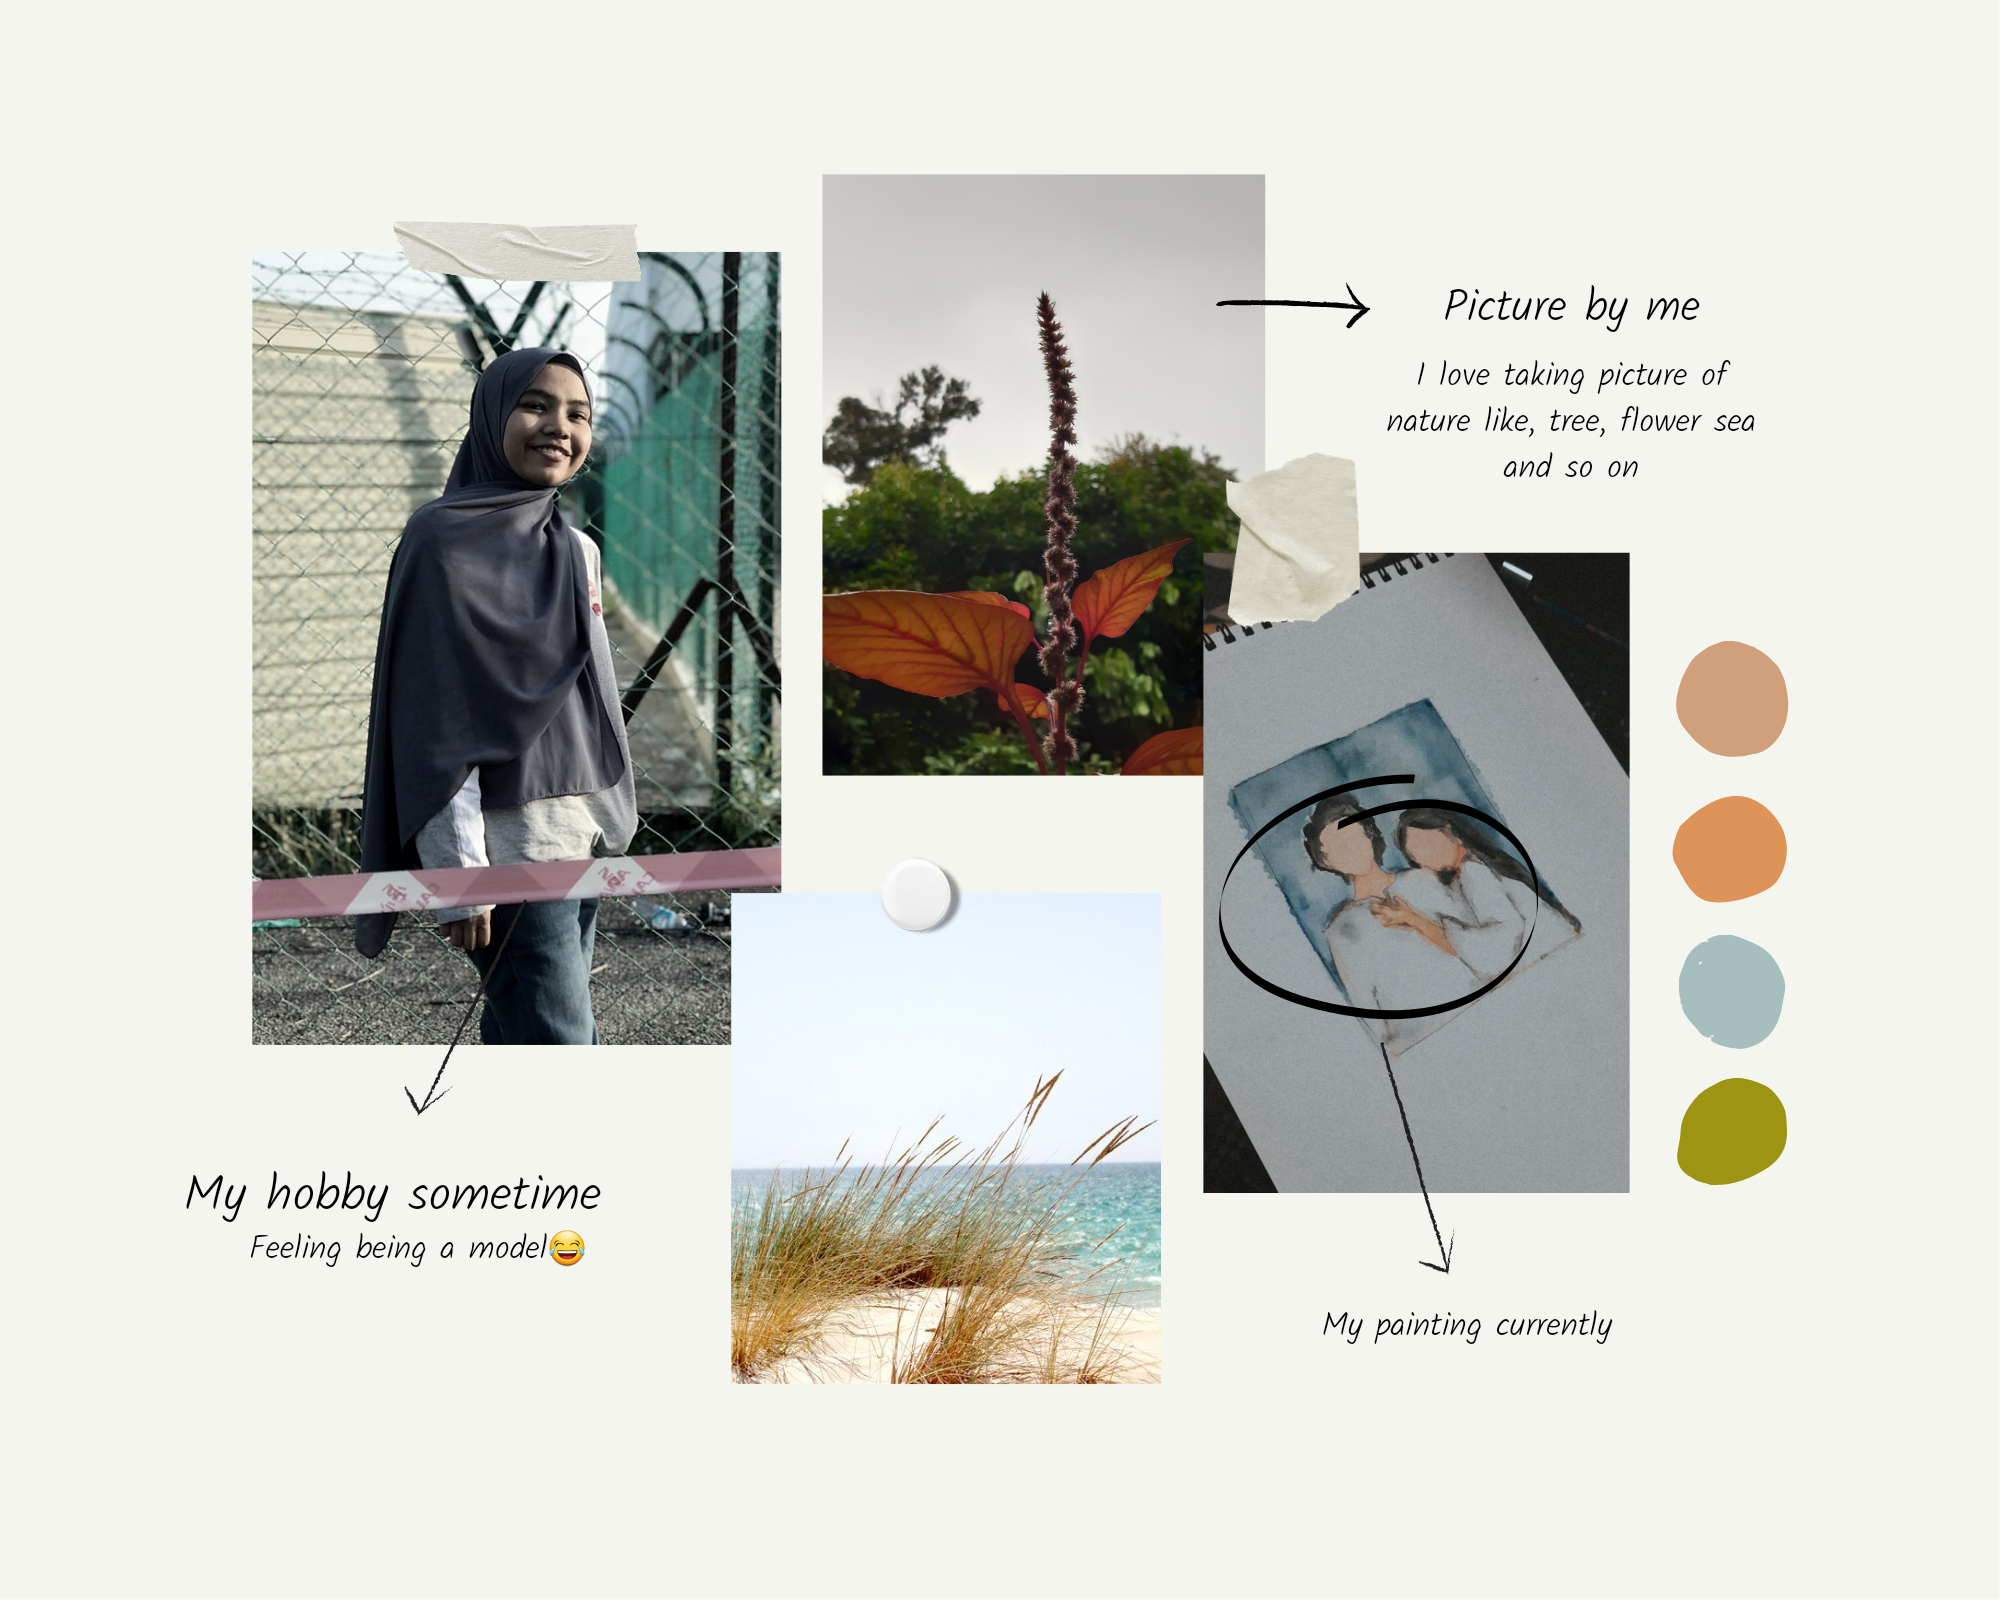 Picture by me
I love taking picture of
nature like, tree, flower sea
and so on
My hobby sometime
Feeling being a model😂
My painting currently